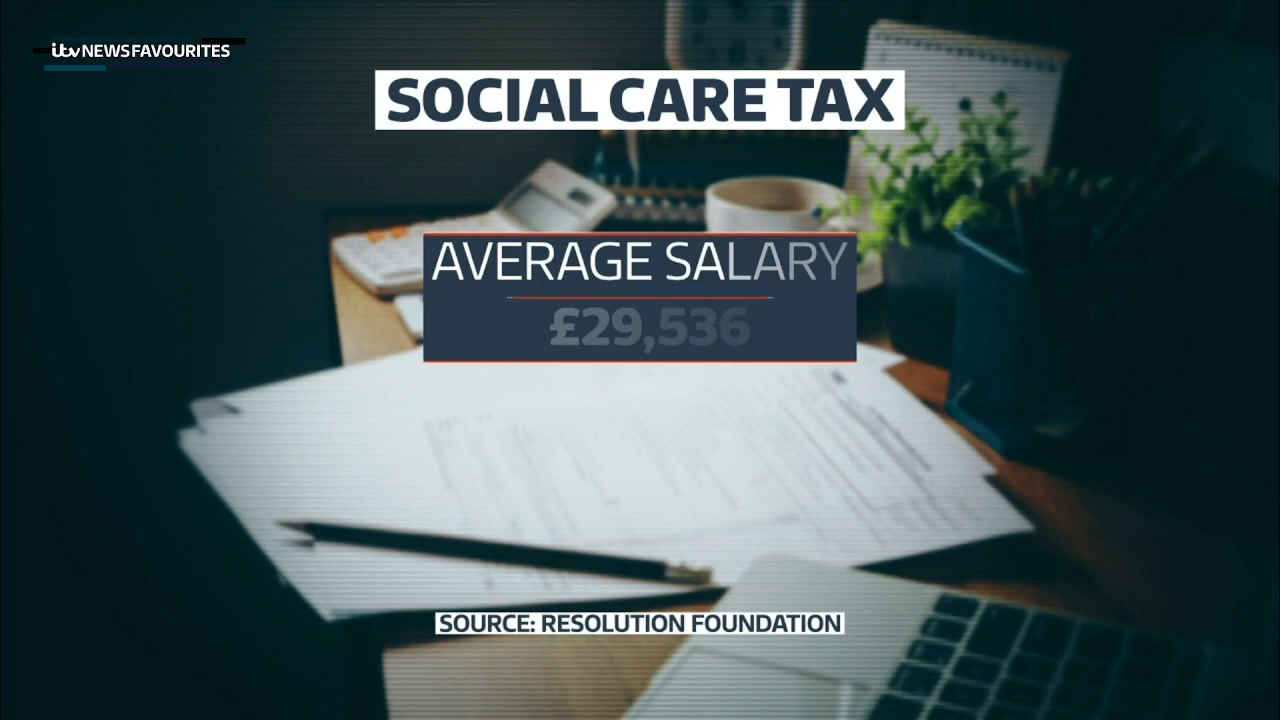 itv NEWS FAVOURITES
SOCIAL CARE TAX
AVERAGE SALARY
£29,536
SOURCE: RESOLUTION FOUNDATION